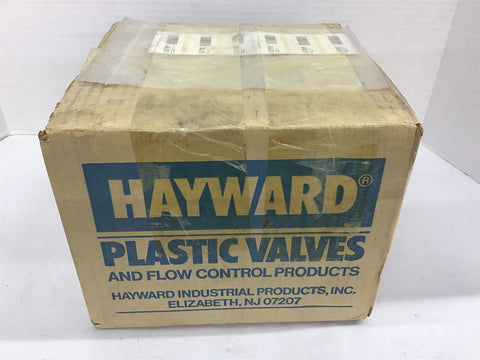 HAYWARD®
PLASTIC VALVES
AND FLOW CONTROL PRODUCTS
HAYWARD INDUSTRIAL PRODUCTS, INC.
ELIZABETH, NJ 07207